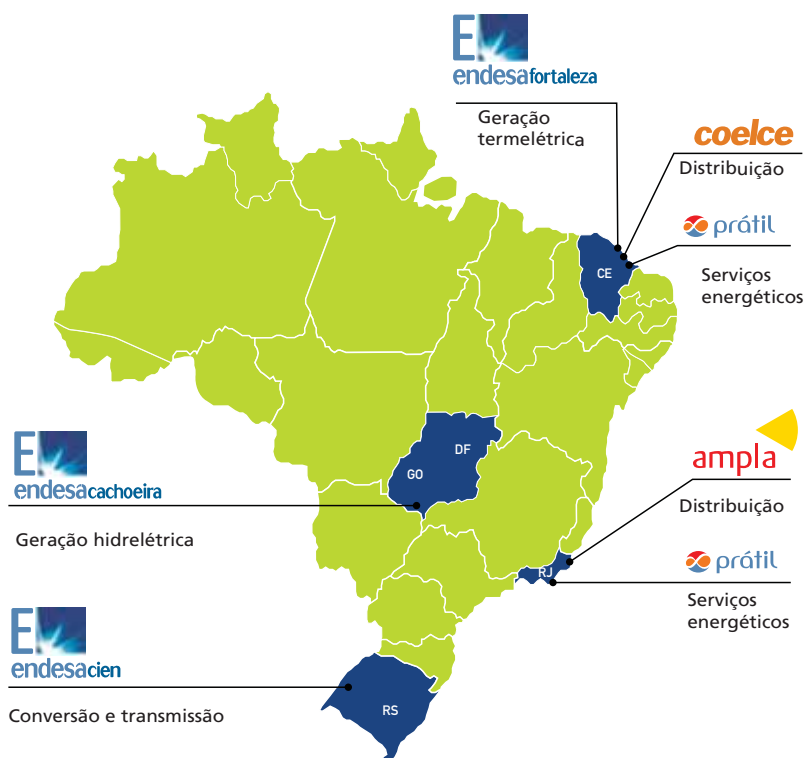 E
endesafortaleza
Geração
termelétrica
coelce
Distribuição
prátil
Serviços
energéticos
CE
DF
GO
E
endesacachoeira
Geração hidrelétrica
ampla
Distribuição
RJ
prátil
Serviços
energéticos
E
endesacien
Conversão e transmissão
RS